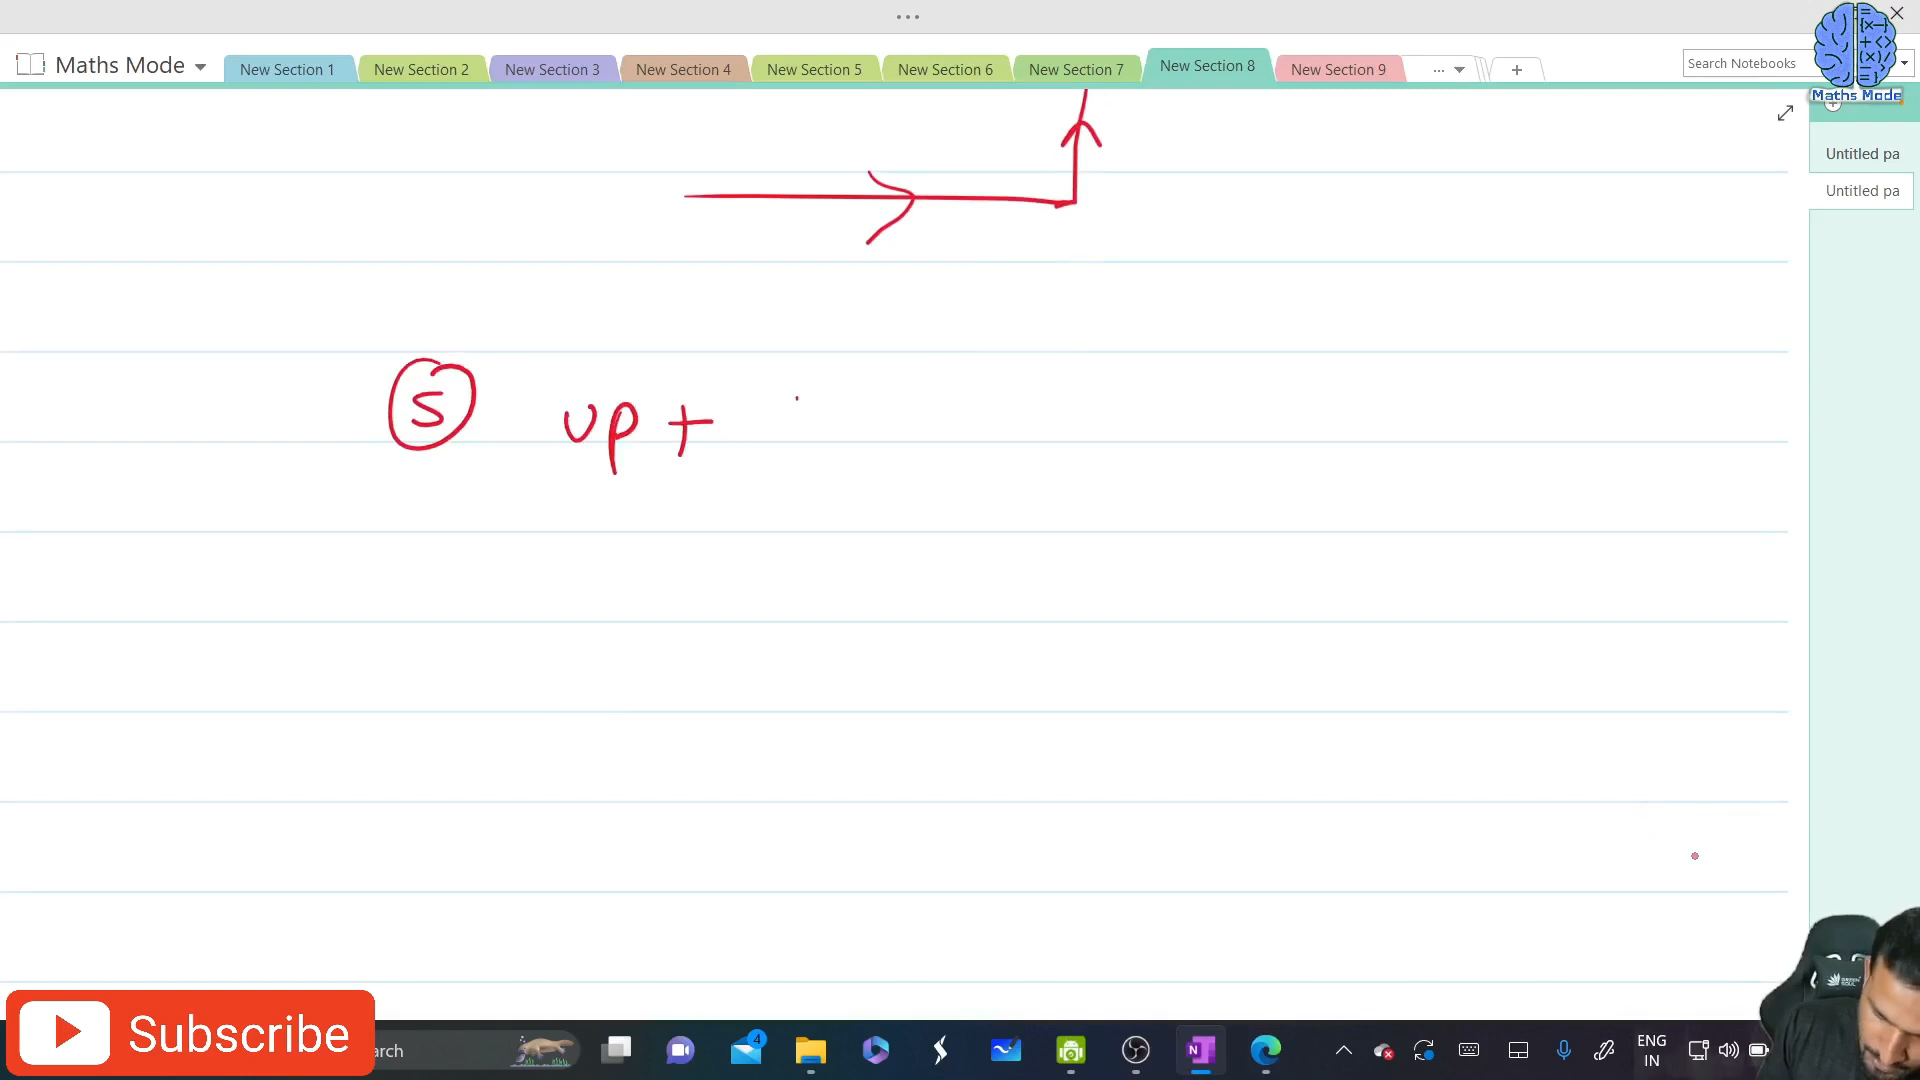 ...
Maths Mode
New Section 1
New Section 2
New Section 3
New Section 4
New Section 5
New Section 6
New Section 7
New Section 8
New Section 9
...
+
Search Notebooks
Maths Mode
Untitled pa
Untitled pa
5 up +
Subscribe
arch
4
ENG
IN